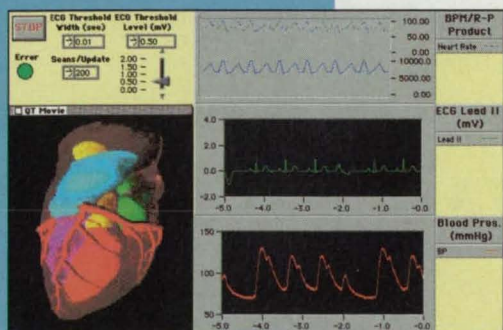 STOP
ECG Threshold
Width (sec)
0.01
ECG Threshold
Level (mV)
0.50
Error
Scans/Update
200
2.00
1.50
1.00
0.50
0.00
100.00
50.00
0.00
10000.0
0.00
BPM/R-P
Product
Heart Rate
QT Movie
4.0
2.0
0.0
-2.0
-5.0
-4.0
-3.0
-2.0
-1.0
0.0
ECG Lead II
(mV)
Lead II
150
100
50
-5.0
-4.0
-3.0
-2.0
-1.0
0.0
Blood Pres.
(mmHg)
BP